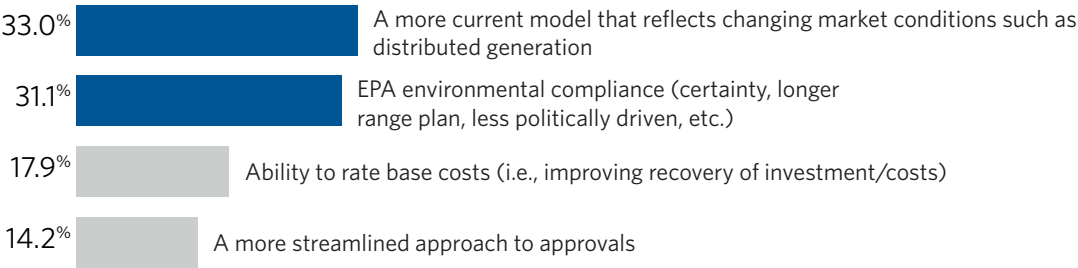 33.0%
A more current model that reflects changing market conditions such as
distributed generation
31.1%
EPA environmental compliance (certainty, longer
range plan, less politically driven, etc.)
17.9%
Ability to rate base costs (i.e., improving recovery of investment/costs)
14.2%
A more streamlined approach to approvals